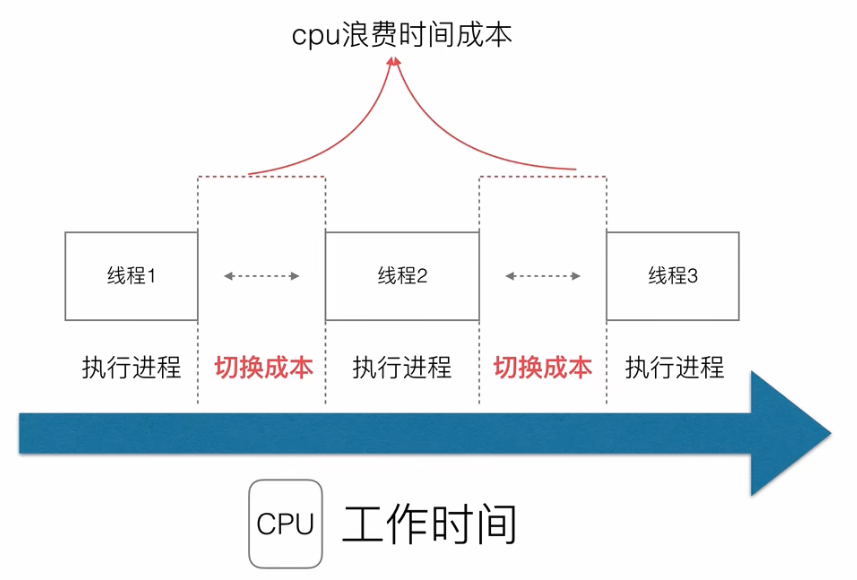 cpu浪费时间成本
线程1
线程2
线程3
执行进程
切换成本
执行进程
切换成本
执行进程
CPU
工作时间